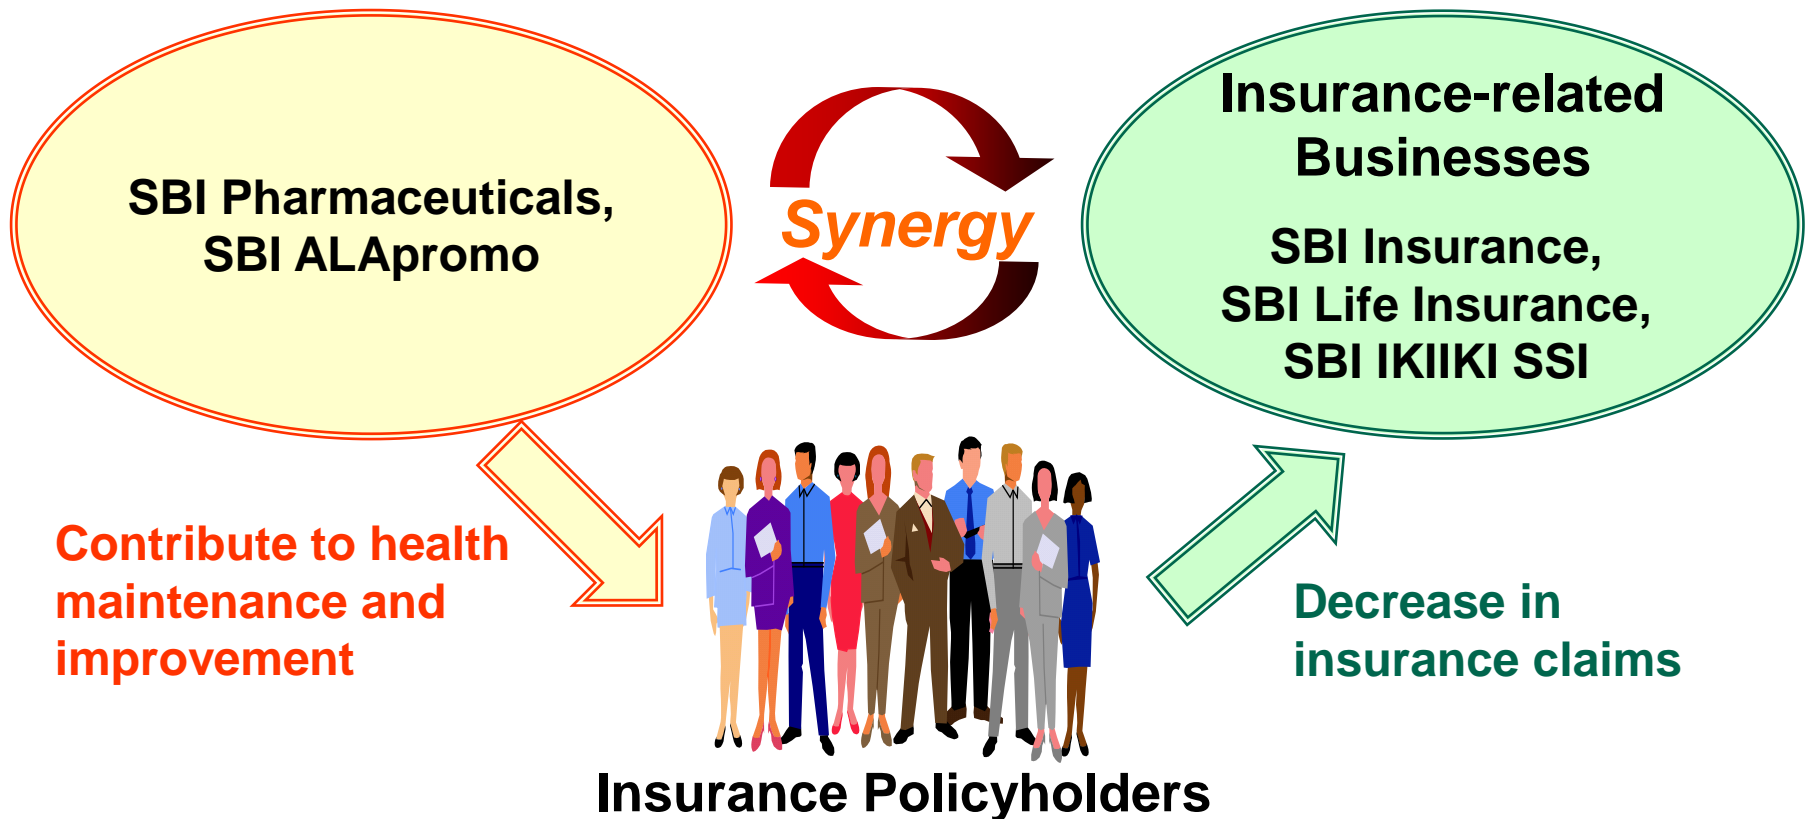 SBI Pharmaceuticals,
SBI ALApromo
Synergy
Insurance-related
Businesses
SBI Insurance,
SBI Life Insurance,
SBI IKIIKI SSI
Contribute to health
maintenance and
improvement
Decrease in
insurance claims
Insurance Policyholders